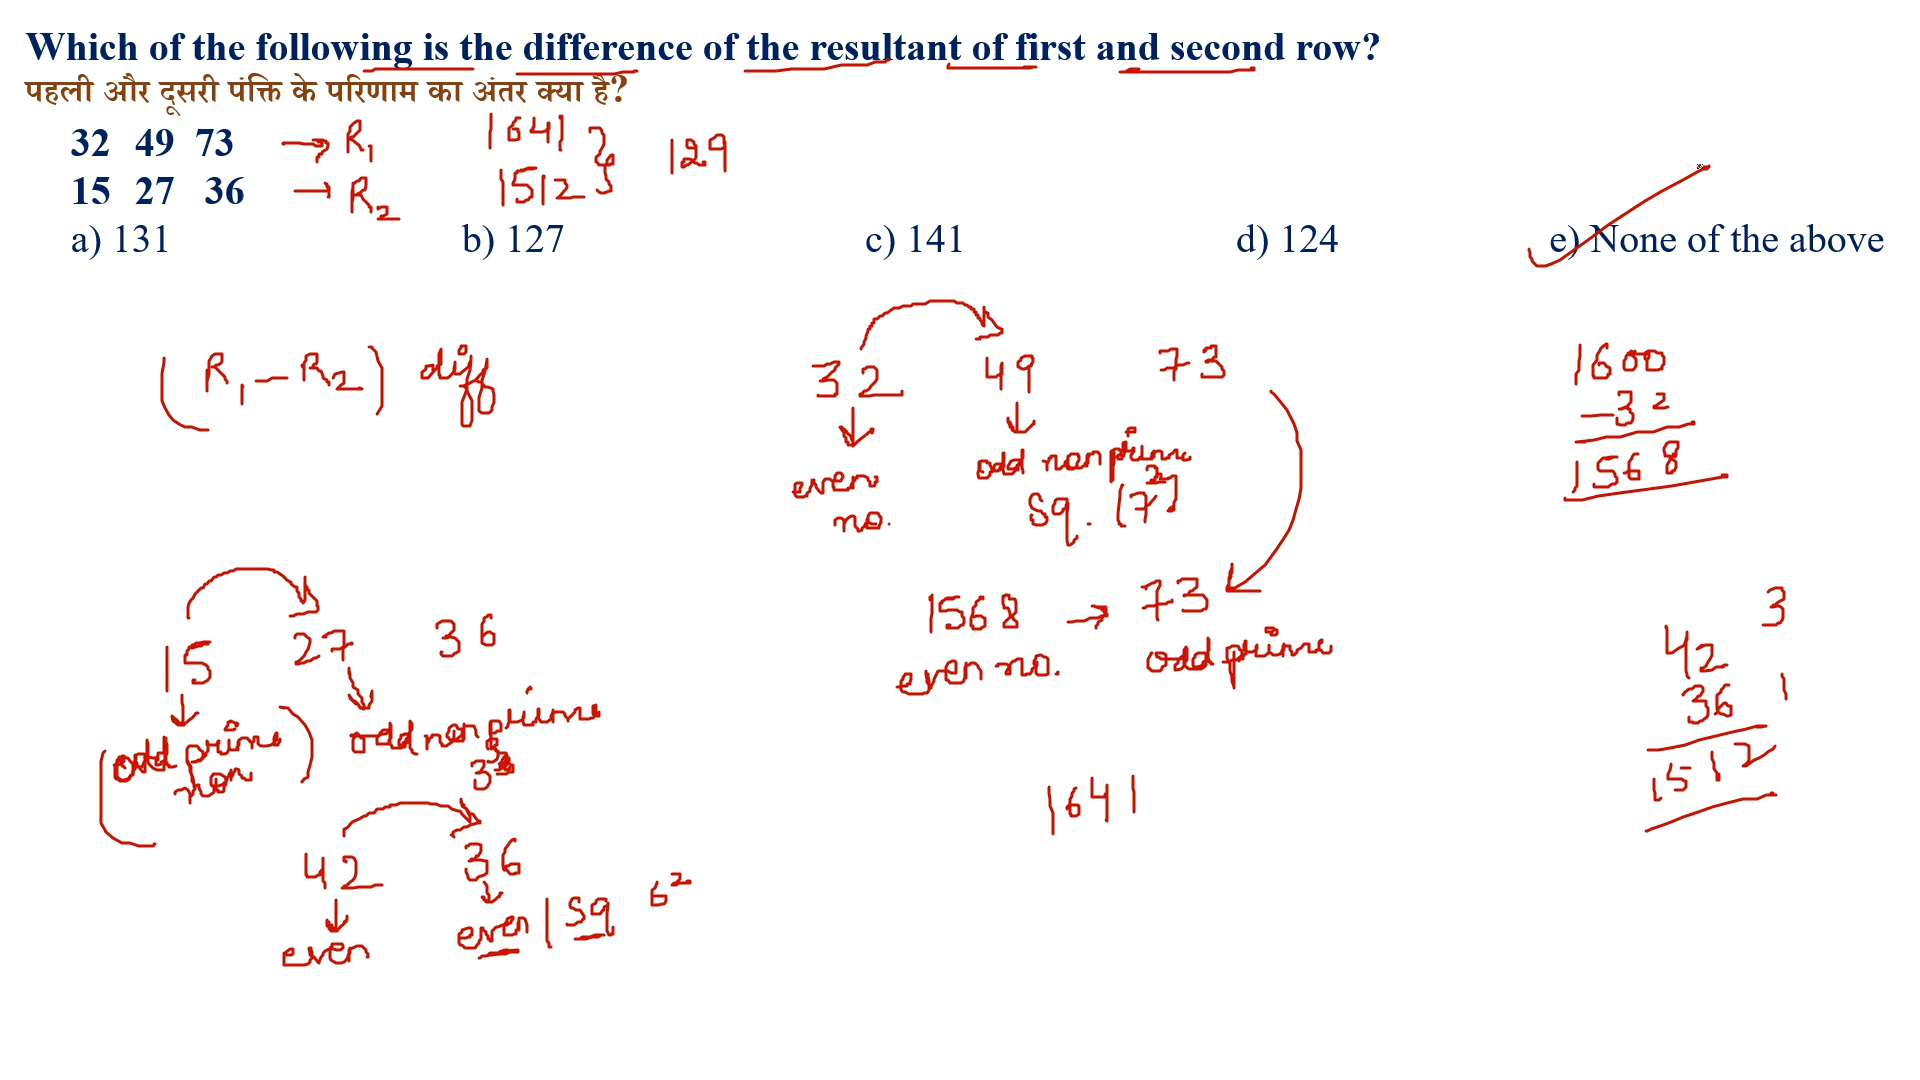 Which of the following is the difference of the resultant of first and second row?
पहली और दूसरी पंक्ति के परिणाम का अंतर क्या है?
32 49 73 → R₁ 1641
15 27 36 → R₂ 1512 } 129
a) 131 b) 127 c) 141 d) 124 e) None of the above
(R₁ – R₂) diff
32 49 73
even no.
odd non prime
Sq. (7²)
1600
– 32
1568
1568 → 73
even no. odd prime
1641
15 27 36
odd prime
non
odd non prime
42 36
even even | Sq 6²
3
42
36 1
1512